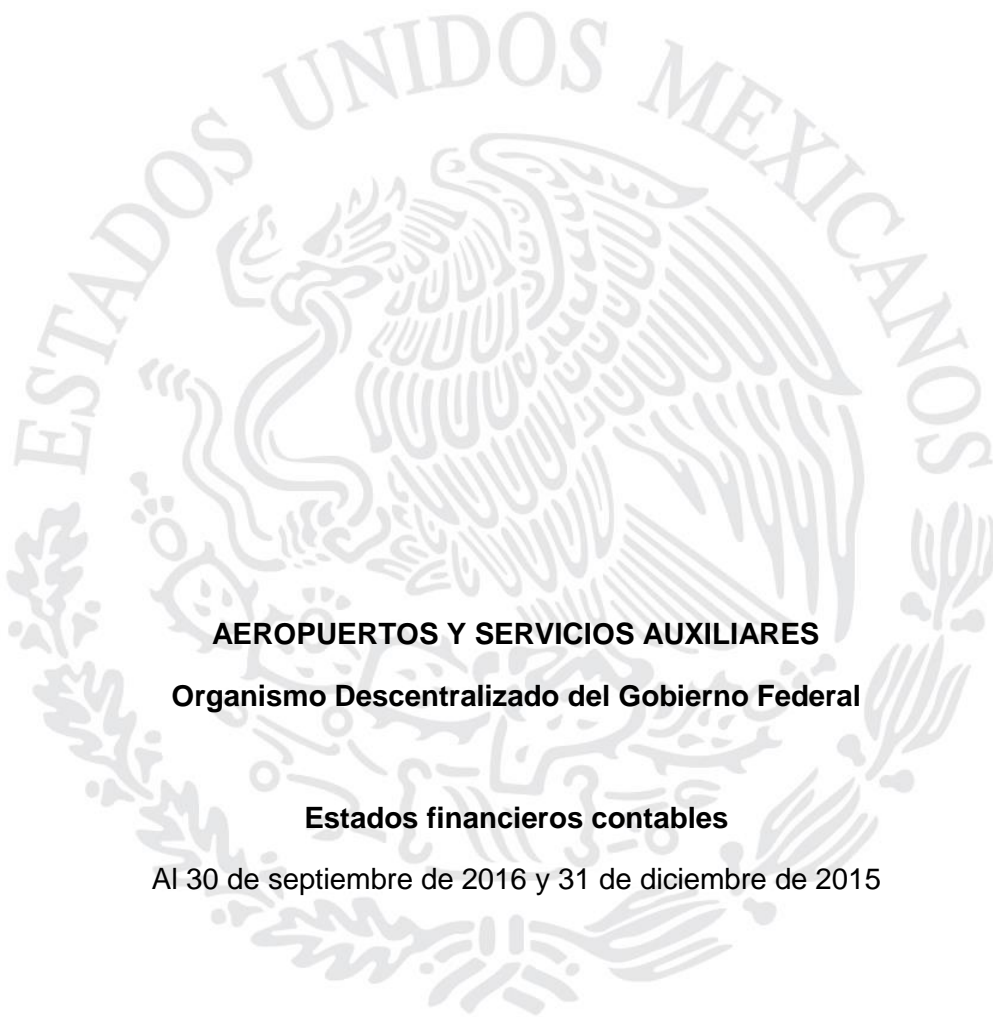 ESTADOS UNIDOS MEXICANOS
AEROPUERTOS Y SERVICIOS AUXILIARES
Organismo Descentralizado del Gobierno Federal
Estados financieros contables
Al 30 de septiembre de 2016 y 31 de diciembre de 2015